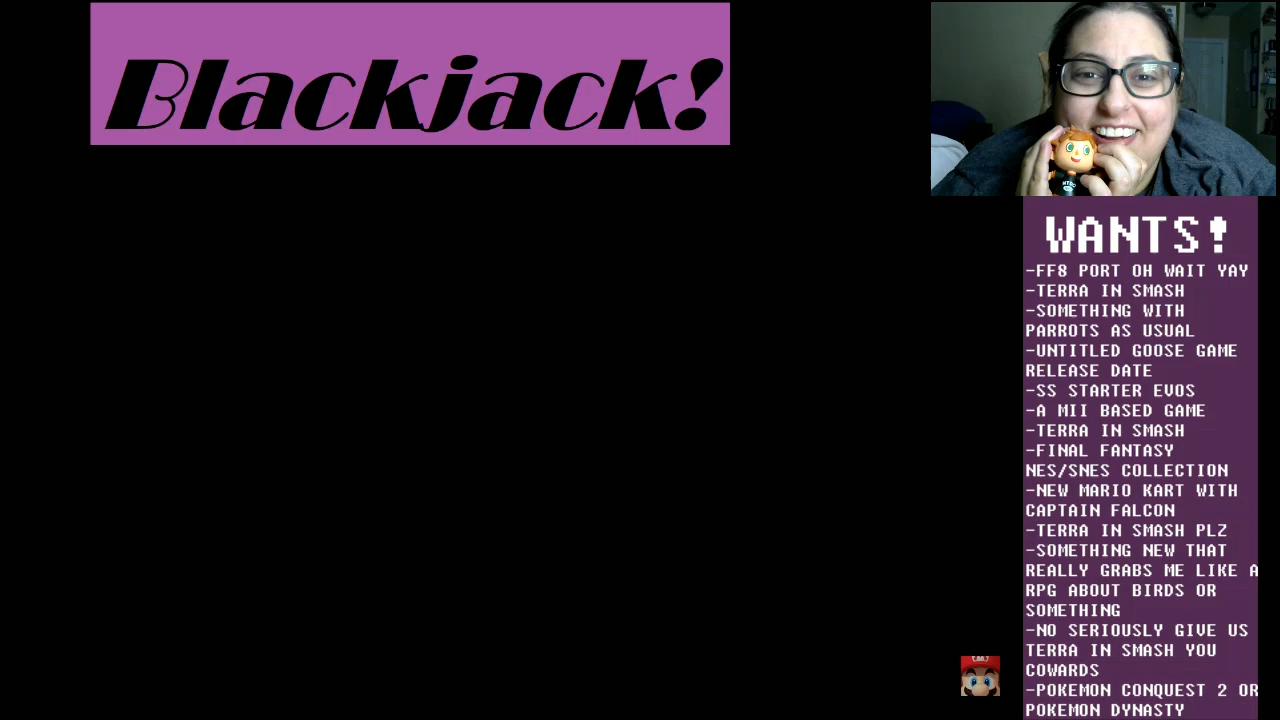 Blackjack!
WANTS!
-FF8 PORT OH WAIT YAY
-TERRA IN SMASH
-SOMETHING WITH
PARROTS AS USUAL
-UNTITLED GOOSE GAME
RELEASE DATE
-SS STARTER EVOS
-A MII BASED GAME
-TERRA IN SMASH
-FINAL FANTASY
NES/SNES COLLECTION
-NEW MARIO KART WITH
CAPTAIN FALCON
-TERRA IN SMASH PLZ
-SOMETHING NEW THAT
REALLY GRABS ME LIKE A
RPG ABOUT BIRDS OR
SOMETHING
-NO SERIOUSLY GIVE US
TERRA IN SMASH YOU
COWARDS
-POKEMON CONQUEST 2 OR
POKEMON DYNASTY